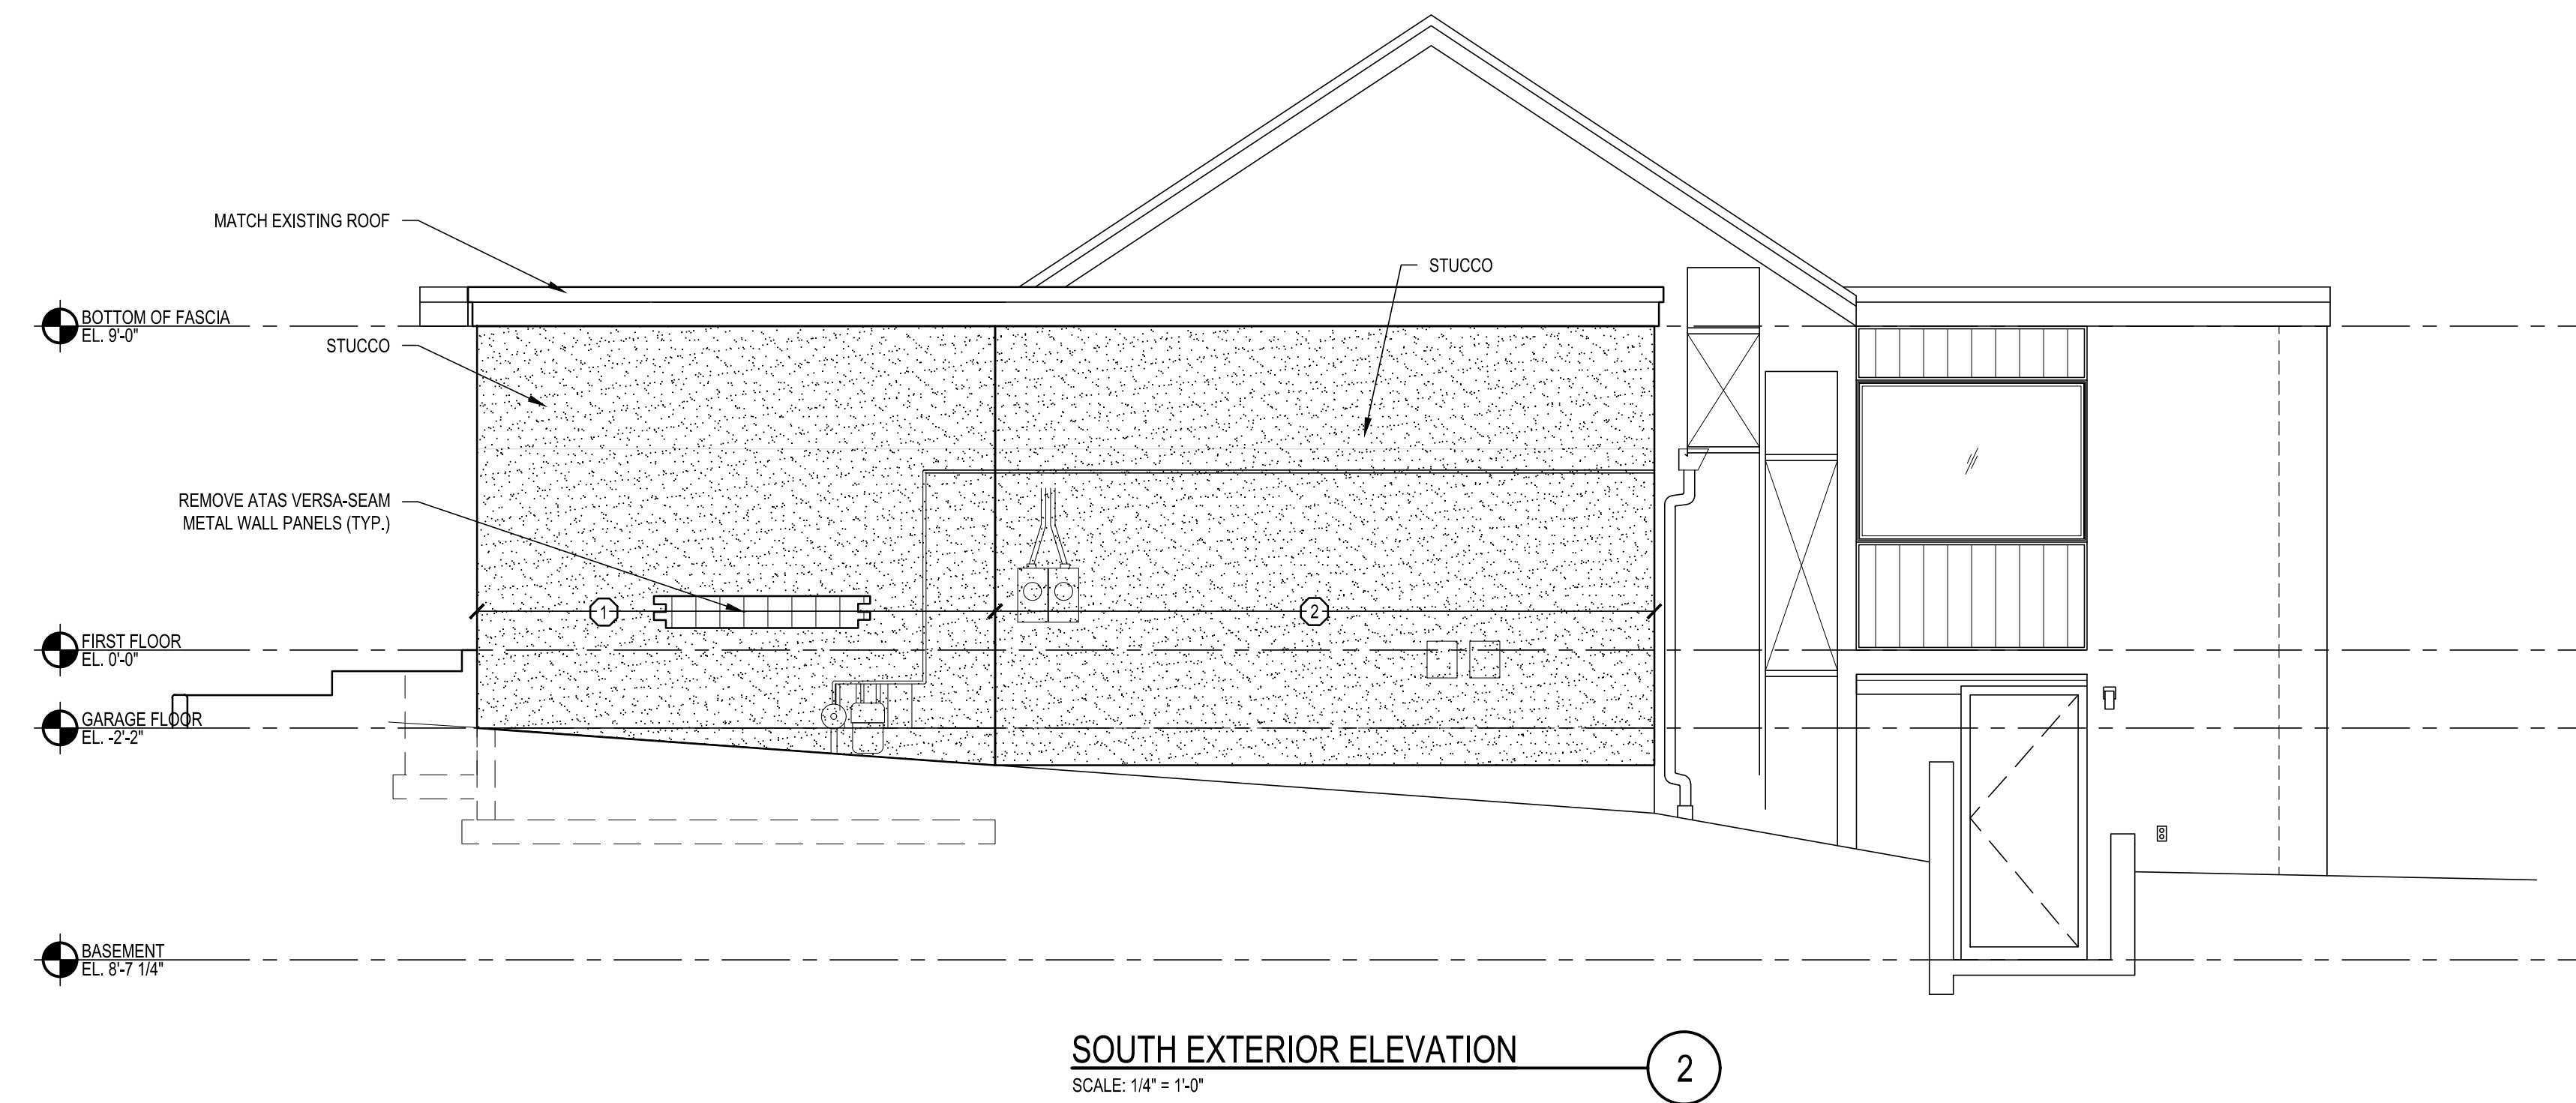 MATCH EXISTING ROOF
STUCCO
BOTTOM OF FASCIA
EL. 9'-0"
STUCCO
REMOVE ATAS VERSA-SEAM
METAL WALL PANELS (TYP.)
1
2
FIRST FLOOR
EL. 0'-0"
GARAGE FLOOR
EL. -2'-2"
BASEMENT
EL. 8'-7 1/4"
SOUTH EXTERIOR ELEVATION
2
SCALE: 1/4" = 1'-0"